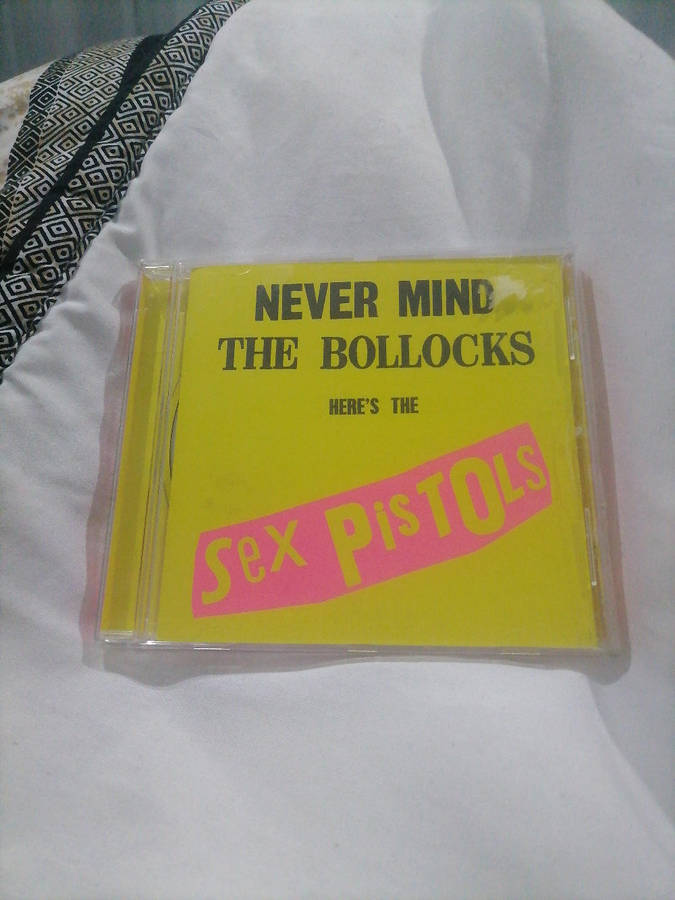 NEVER MIND
THE BOLLOCKS
HERE'S THE
Sex PisTOLS